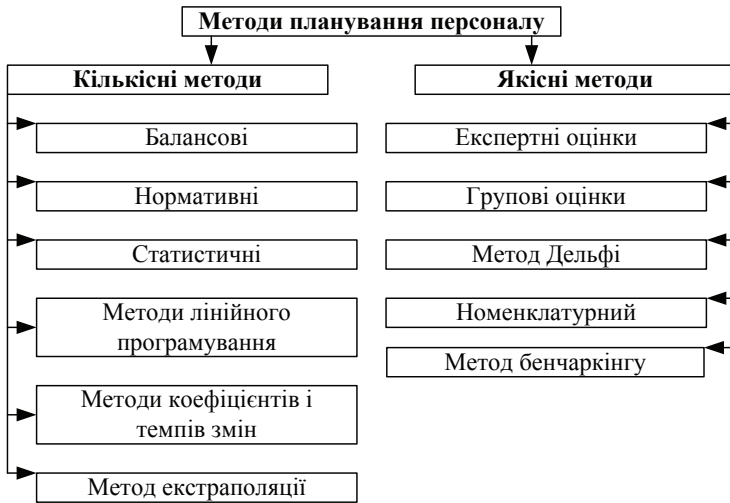 Методи планування персоналу
Кількісні методи
Балансові
Нормативні
Статистичні
Методи лінійного
програмування
Методи коефіцієнтів і
темпів змін
Метод екстраполяції
Якісні методи
Експертні оцінки
Групові оцінки
Метод Дельфі
Номенклатурний
Метод бенчаркінгу